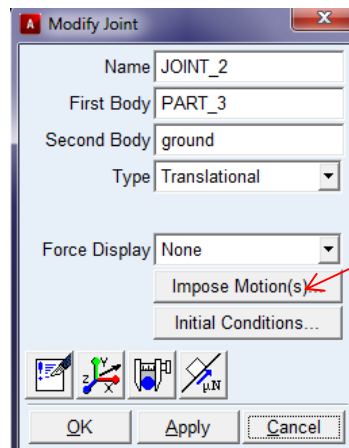 A Modify Joint x
Name JOINT_2
First Body PART_3
Second Body ground
Type Translational
Force Display None
Impose Motion(s)...
Initial Conditions...
z Y x μN
OK Apply Cancel